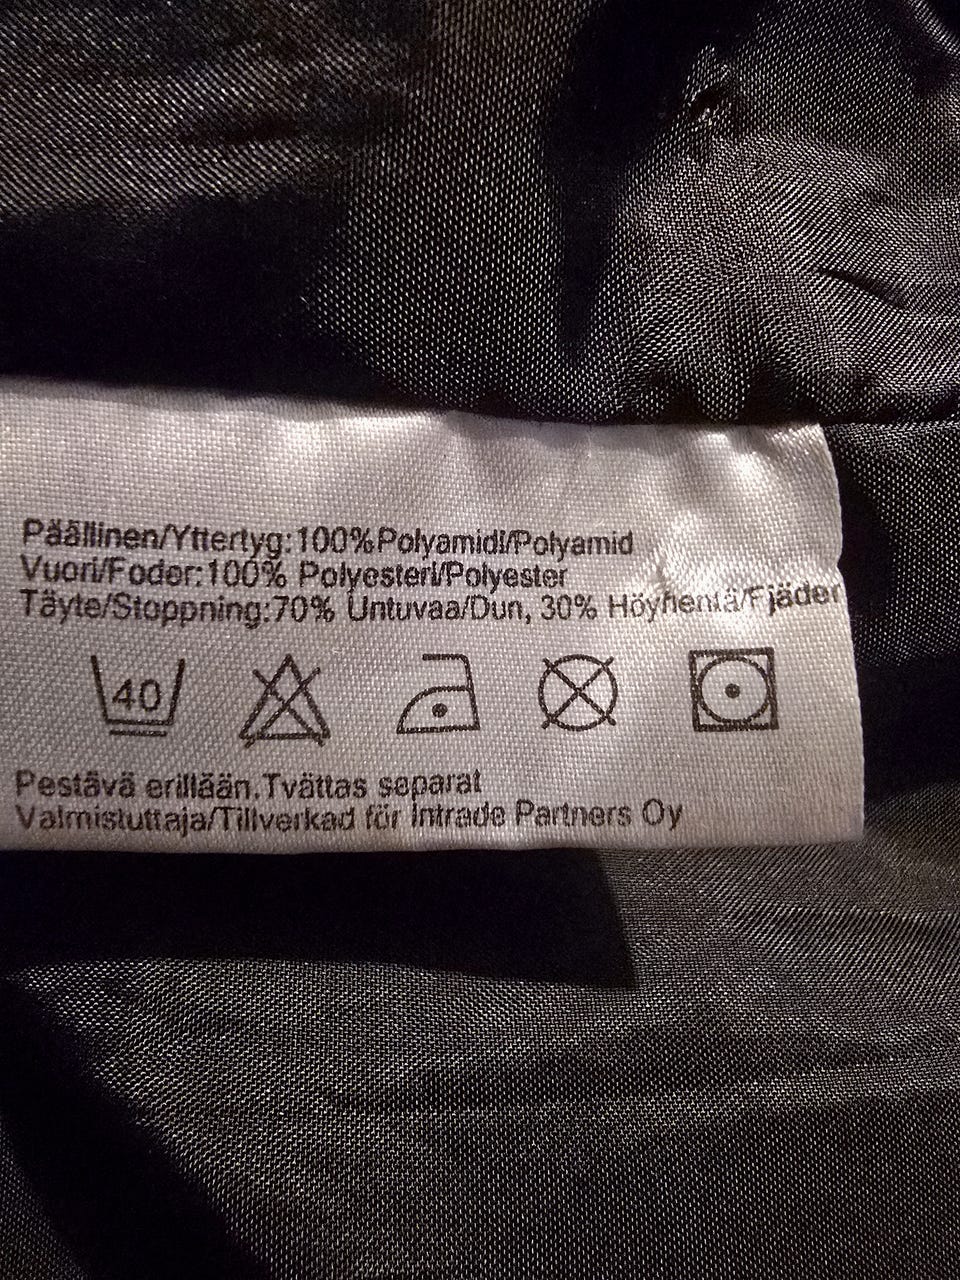 Päällinen/Yttertyg:100%Polyamidi/Polyamid
Vuori/Foder:100% Polyesteri/Polyester
Täyte/Stoppning:70% Untuvaa/Dun, 30% Höyhentä/Fjäder
40
Pestävä erillään.Tvättas separat
Valmistuttaja/Tillverkad för Intrade Partners Oy